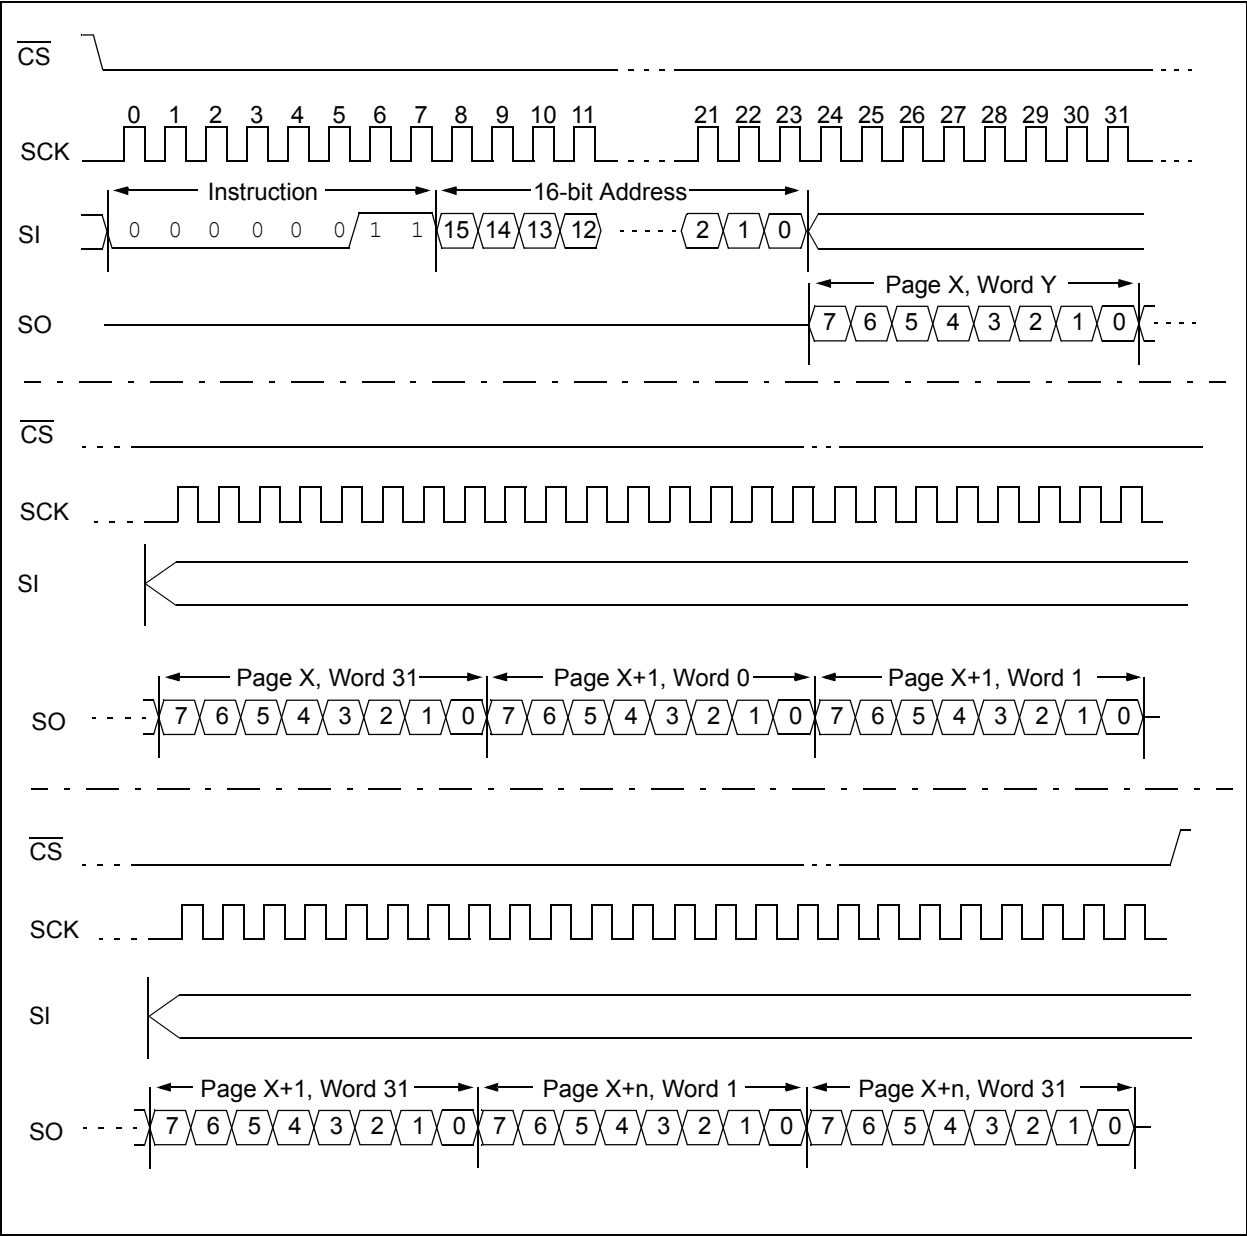 CS
0 1 2 3 4 5 6 7 8 9 10 11 21 22 23 24 25 26 27 28 29 30 31
SCK
Instruction 16-bit Address
SI 0 0 0 0 0 0 1 1 15 14 13 12 2 1 0
Page X, Word Y
SO 7 6 5 4 3 2 1 0
CS
SCK
SI
Page X, Word 31 Page X+1, Word 0 Page X+1, Word 1
SO 7 6 5 4 3 2 1 0 7 6 5 4 3 2 1 0 7 6 5 4 3 2 1 0
CS
SCK
SI
Page X+1, Word 31 Page X+n, Word 1 Page X+n, Word 31
SO 7 6 5 4 3 2 1 0 7 6 5 4 3 2 1 0 7 6 5 4 3 2 1 0